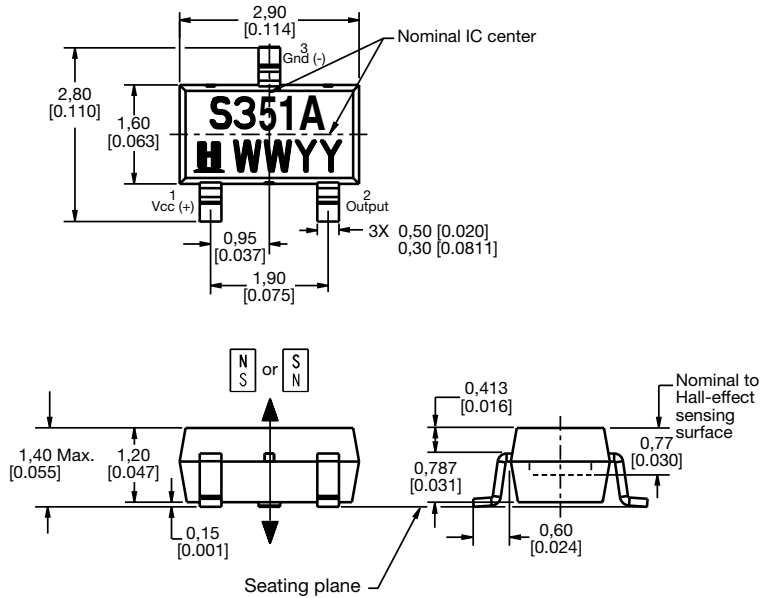 2,90
[0.114]
Nominal IC center
3
Gnd (-)
2,80
[0.110]
1,60
[0.063]
S351A
H WWYY
1
Vcc (+)
2
Output
3X 0,50 [0.020]
0,30 [0.0811]
0,95
[0.037]
1,90
[0.075]
N
S
or
S
N
0,413
[0.016]
Nominal to
Hall-effect
sensing
surface
1,40 Max.
[0.055]
1,20
[0.047]
0,787
[0.031]
0,77
[0.030]
0,15
[0.001]
0,60
[0.024]
Seating plane